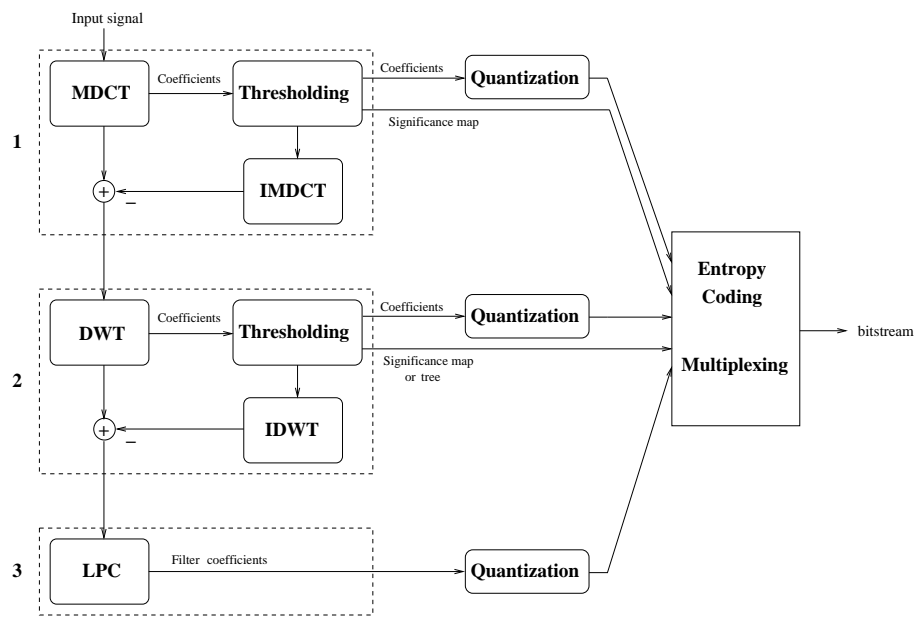 Input signal
1
MDCT
Coefficients
Thresholding
Coefficients
Quantization
Significance map
+
−
IMDCT
2
DWT
Coefficients
Thresholding
Coefficients
Quantization
Significance map
or tree
+
−
IDWT
3
LPC
Filter coefficients
Quantization
Entropy
Coding
Multiplexing
bitstream